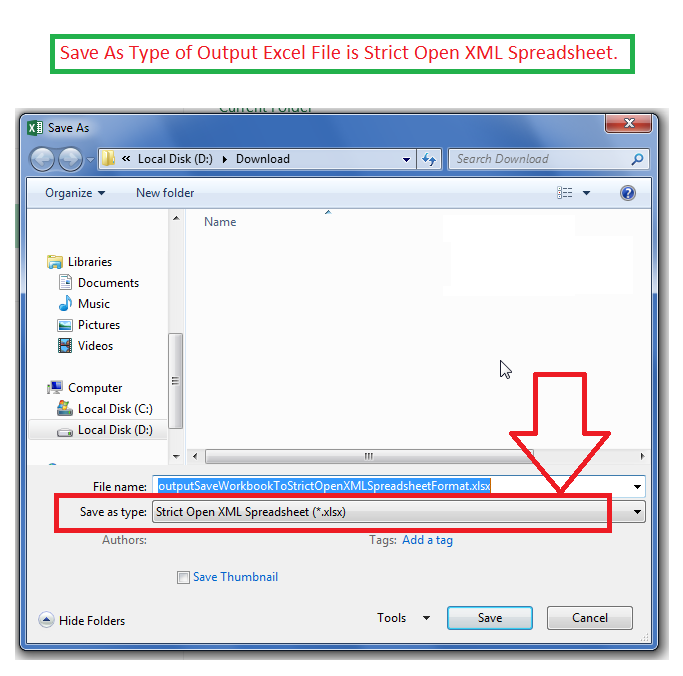 Save As Type of Output Excel File is Strict Open XML Spreadsheet.
Current Folder
Save As
« Local Disk (D:) Download
Search Download
Organize
New folder
Name
Libraries
Documents
Music
Pictures
Videos
Computer
Local Disk (C:)
Local Disk (D:)
File name: outputSaveWorkbookToStrictOpenXMLSpreadsheetFormat.xlsx
Save as type: Strict Open XML Spreadsheet (*.xlsx)
Authors:
Tags: Add a tag
Save Thumbnail
Hide Folders
Tools
Save
Cancel